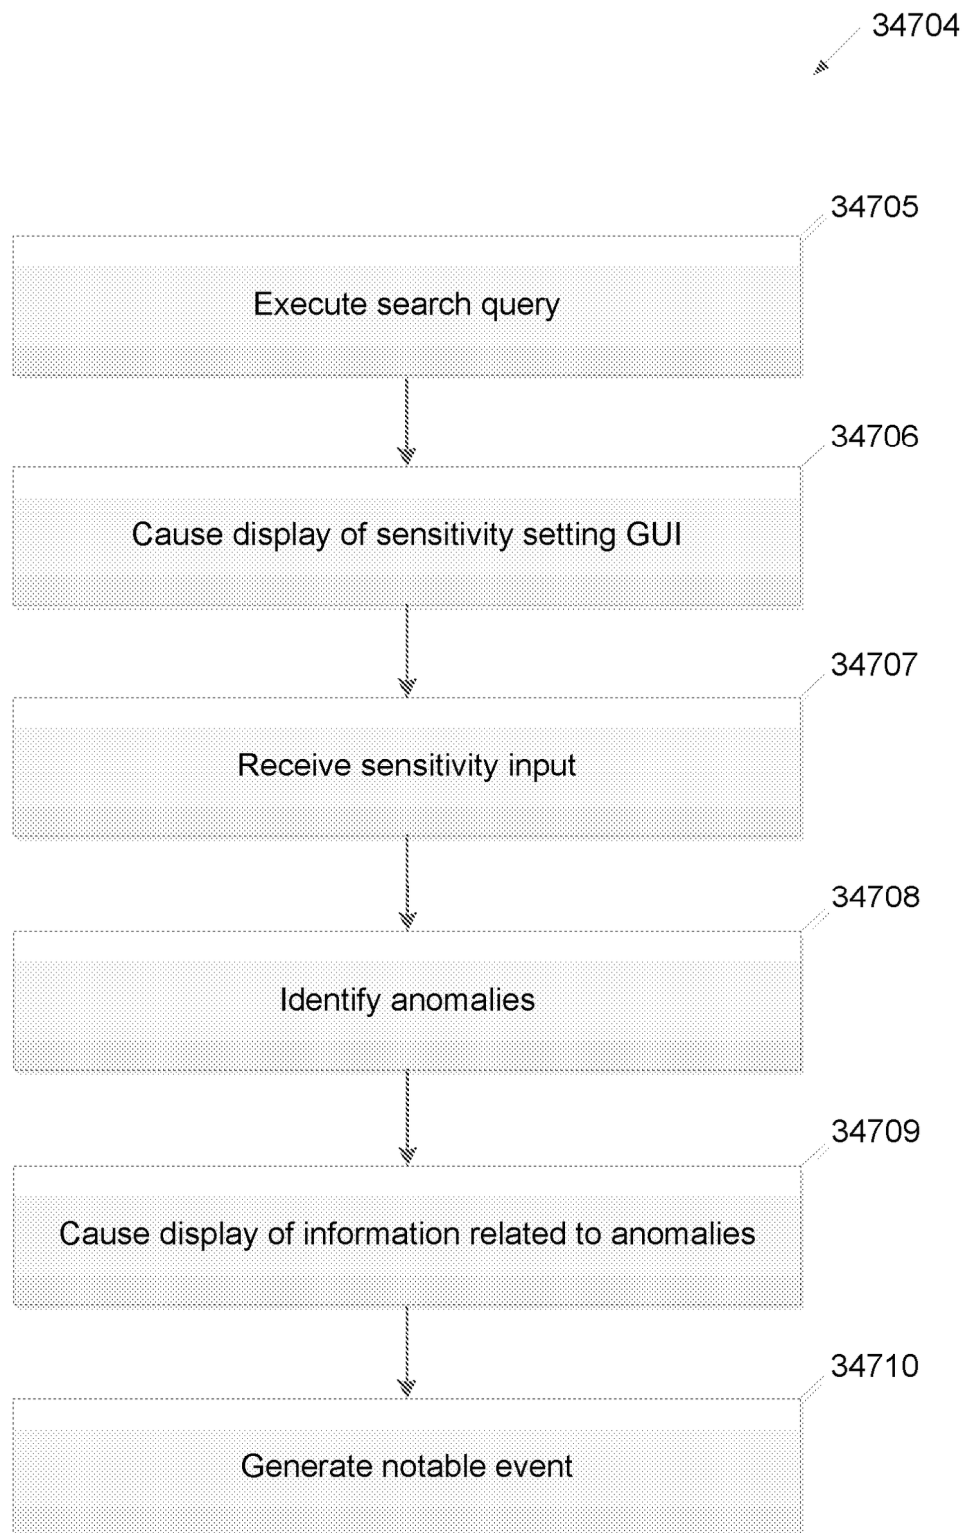 34704
34705
Execute search query
34706
Cause display of sensitivity setting GUI
34707
Receive sensitivity input
34708
Identify anomalies
34709
Cause display of information related to anomalies
34710
Generate notable event